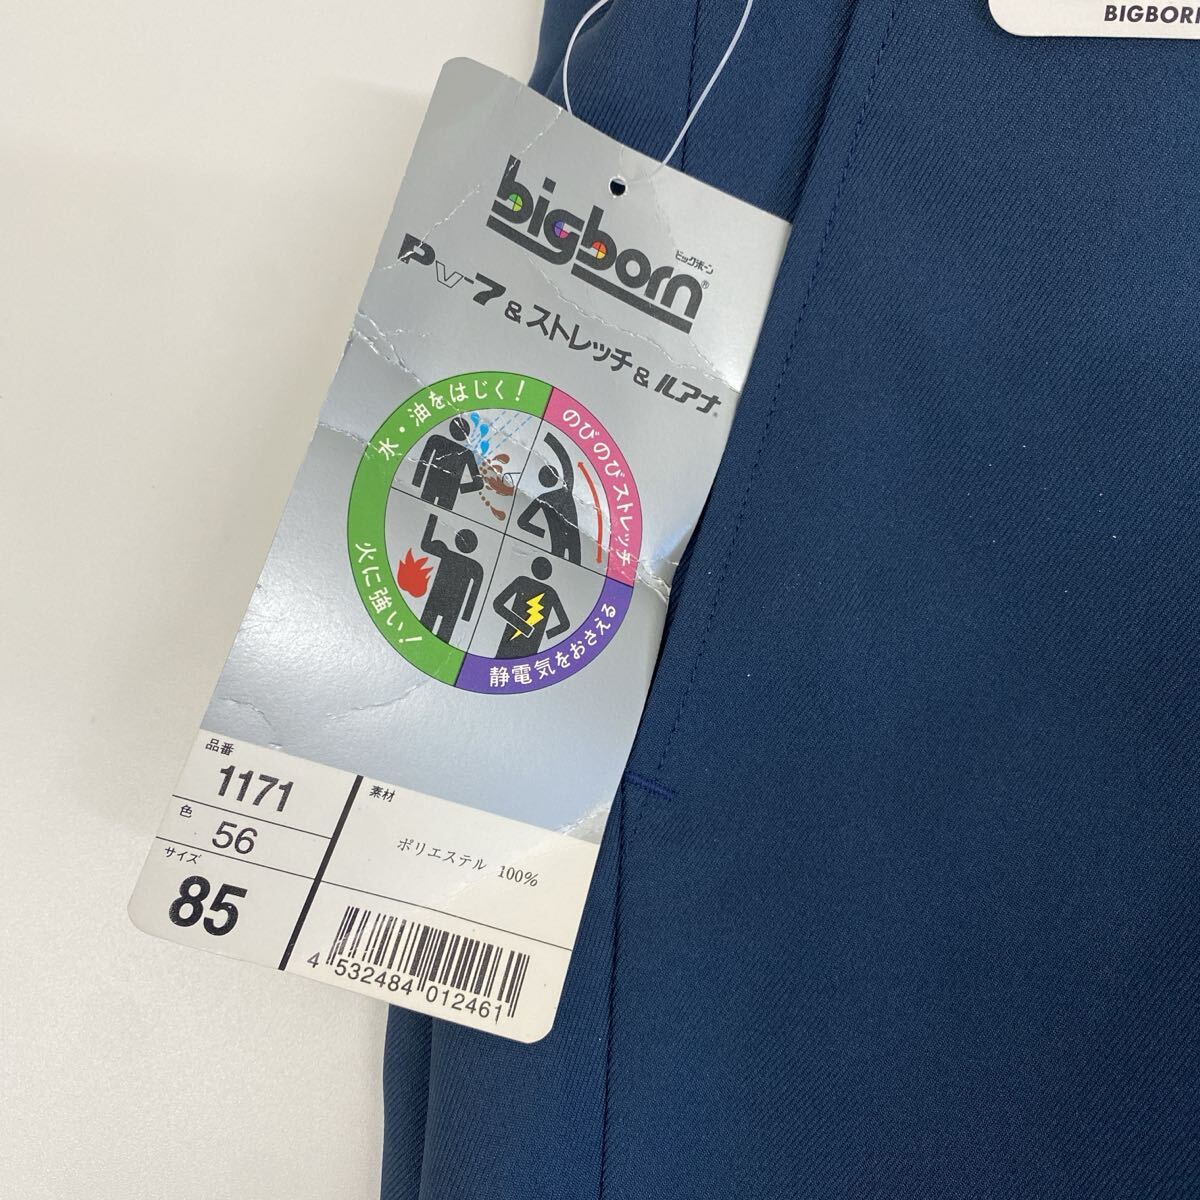 BIGBORN
bigborn®
ビッグボーン
PV-7&ストレッチ&ルアナ
水・油をはじく!
のびのびストレッチ
火に強い!
静電気をおさえる
品番
1171
色
56
サイズ
85
素材
ポリエステル 100%
4 532484 012461